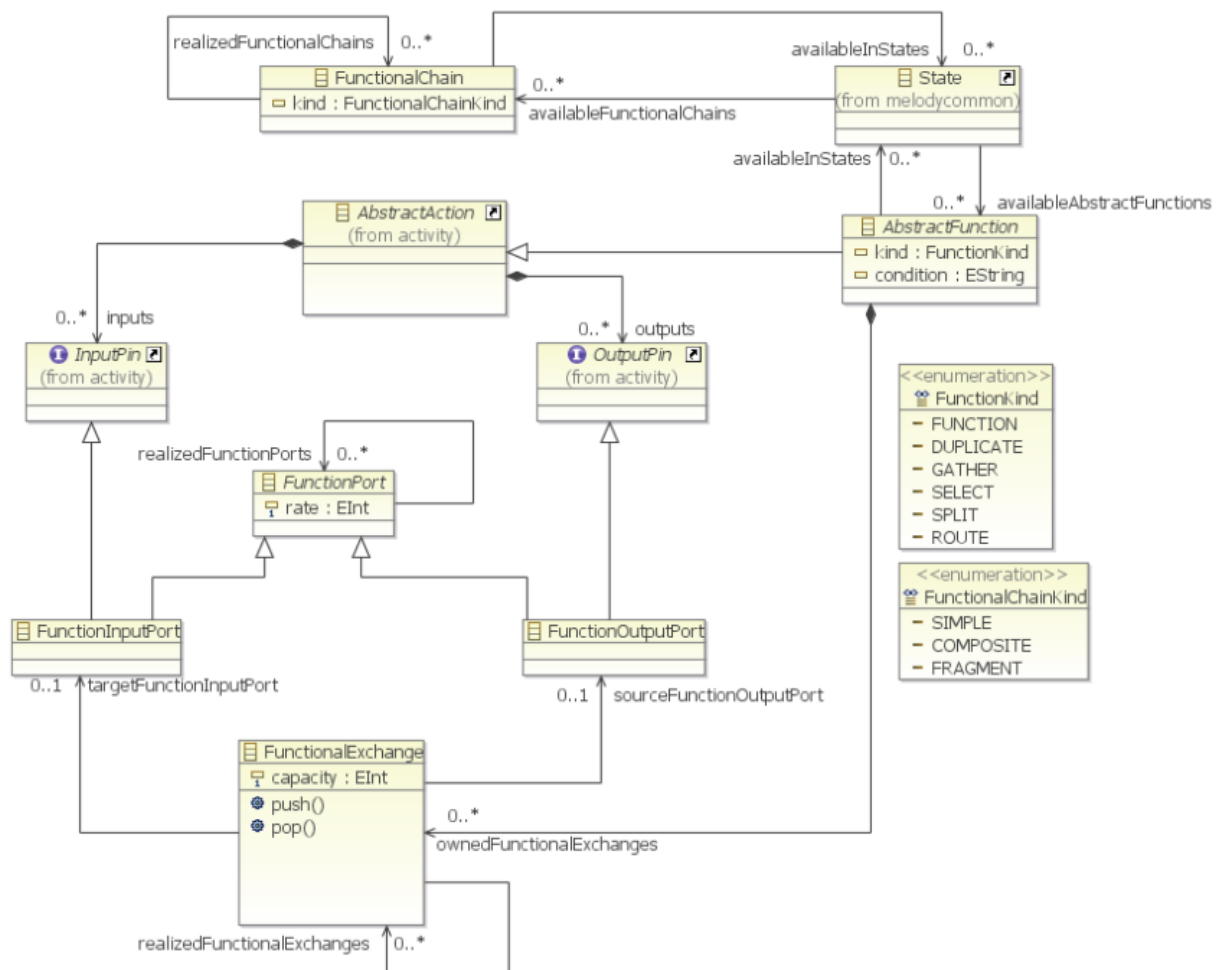 realizedFunctionalChains
0..*
FunctionalChain
kind : FunctionalChainKind
availableInStates
0..*
0..*
availableFunctionalChains
State
(from melodycommon)
availableInStates
0..*
0..*
availableAbstractFunctions
AbstractAction
(from activity)
AbstractFunction
kind : FunctionKind
condition : EString
0..*
inputs
0..*
outputs
I InputPin
(from activity)
I OutputPin
(from activity)
<<enumeration>>
FunctionKind
FUNCTION
DUPLICATE
GATHER
SELECT
SPLIT
ROUTE
realizedFunctionPorts
0..*
FunctionPort
1 rate : EInt
<<enumeration>>
FunctionalChainKind
SIMPLE
COMPOSITE
FRAGMENT
FunctionInputPort
FunctionOutputPort
0..1
targetFunctionInputPort
0..1
sourceFunctionOutputPort
FunctionalExchange
1 capacity : EInt
push()
pop()
0..*
ownedFunctionalExchanges
realizedFunctionalExchanges
0..*